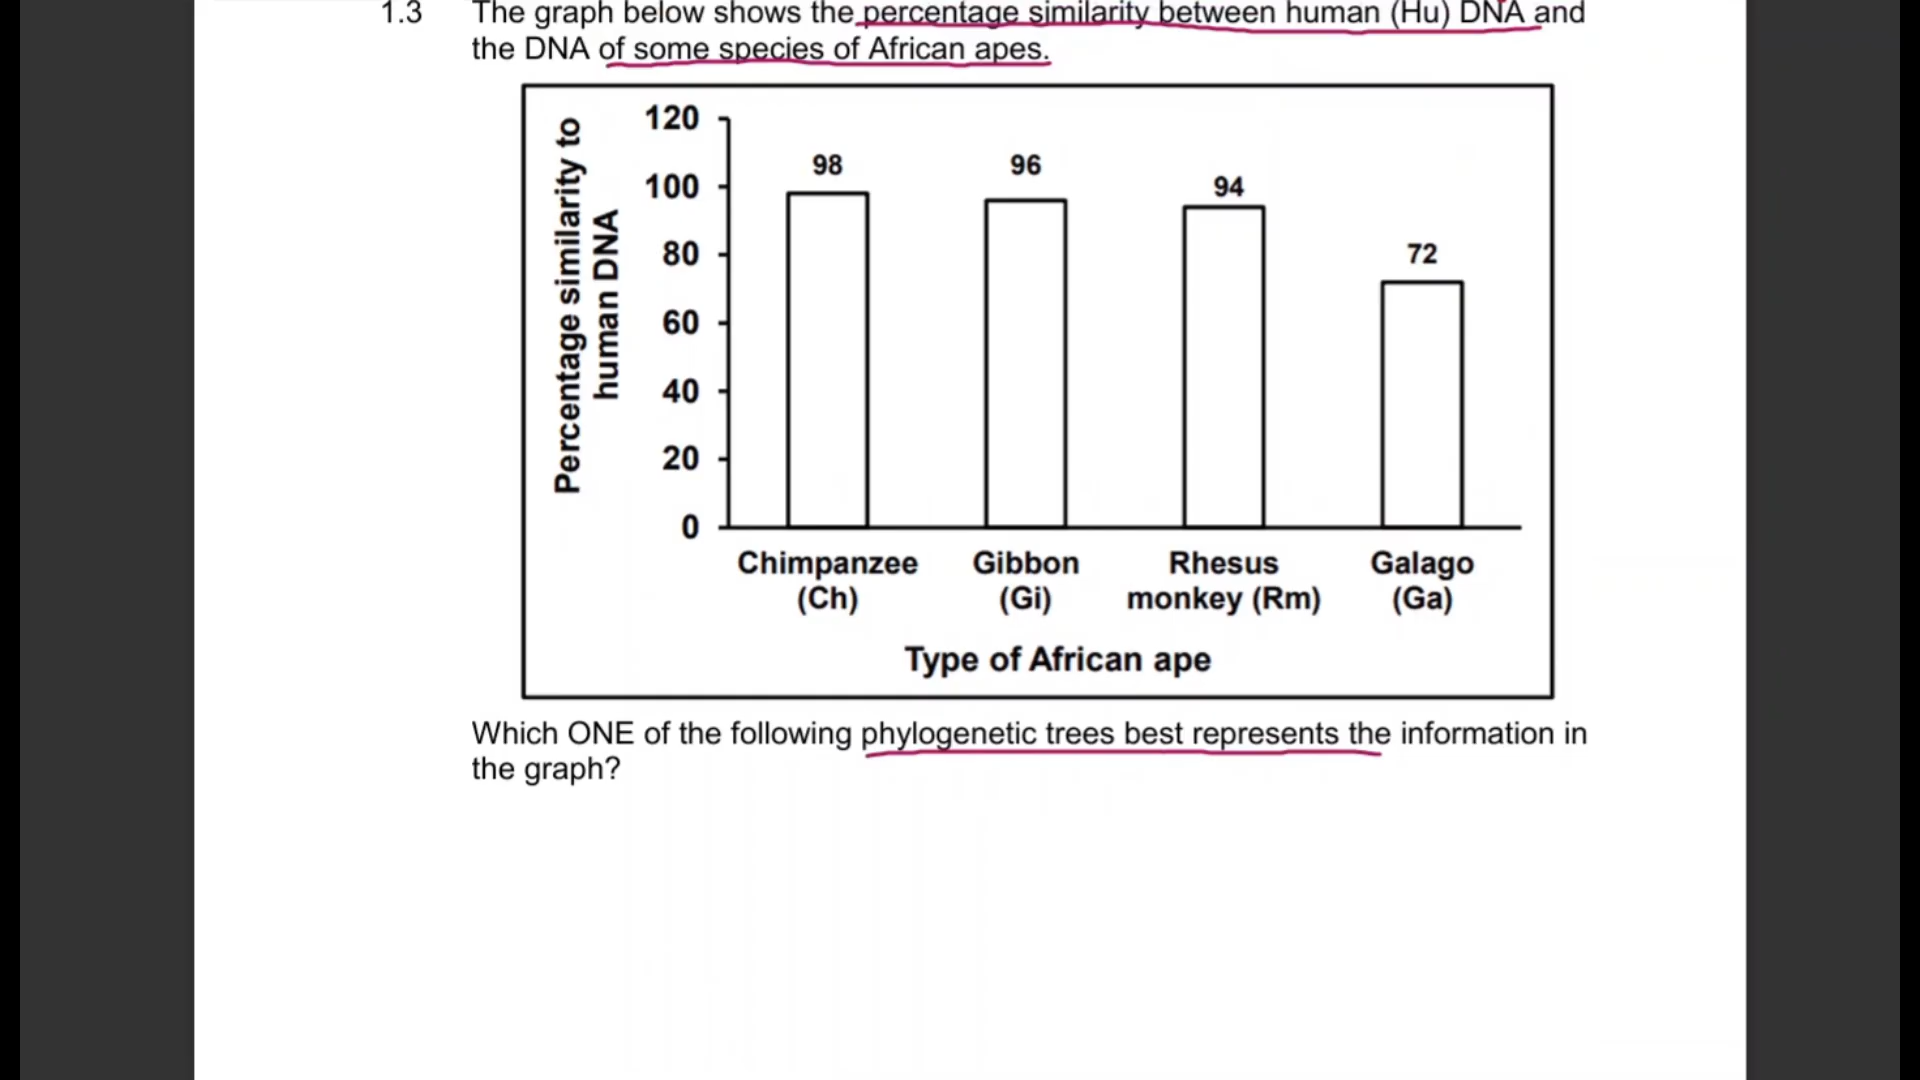 1.3 The graph below shows the percentage similarity between human (Hu) DNA and
the DNA of some species of African apes.
Percentage similarity to
human DNA
120
100
80
60
40
20
0
98
96
94
72
Chimpanzee
(Ch)
Gibbon
(Gi)
Rhesus
monkey (Rm)
Galago
(Ga)
Type of African ape
Which ONE of the following phylogenetic trees best represents the information in
the graph?